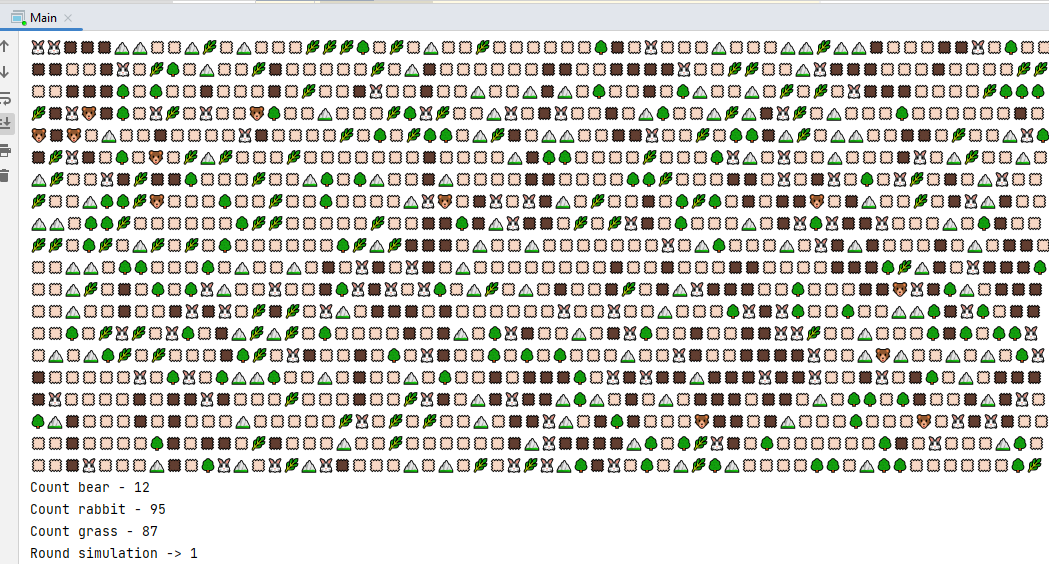 Main
Count bear - 12
Count rabbit - 95
Count grass - 87
Round simulation -> 1